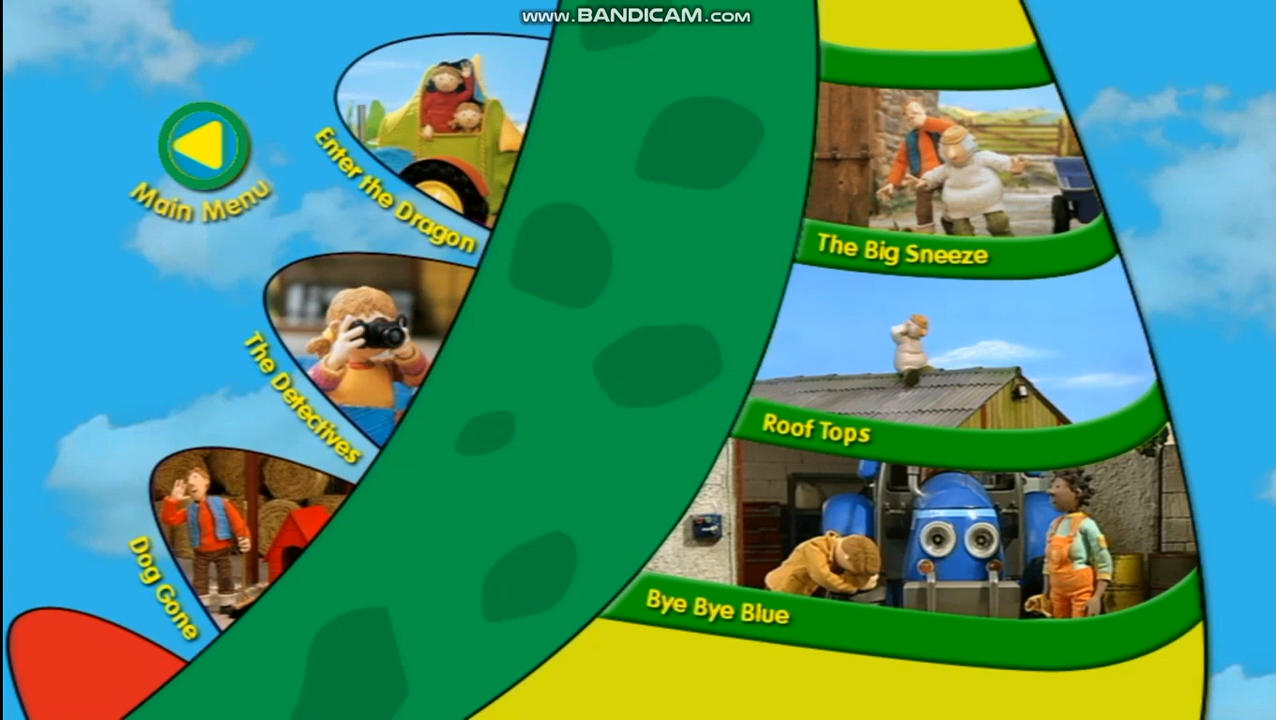 www.BANDICAM.com
Main Menu
Enter the Dragon
The Detectives
Dog Gone
The Big Sneeze
Roof Tops
Bye Bye Blue